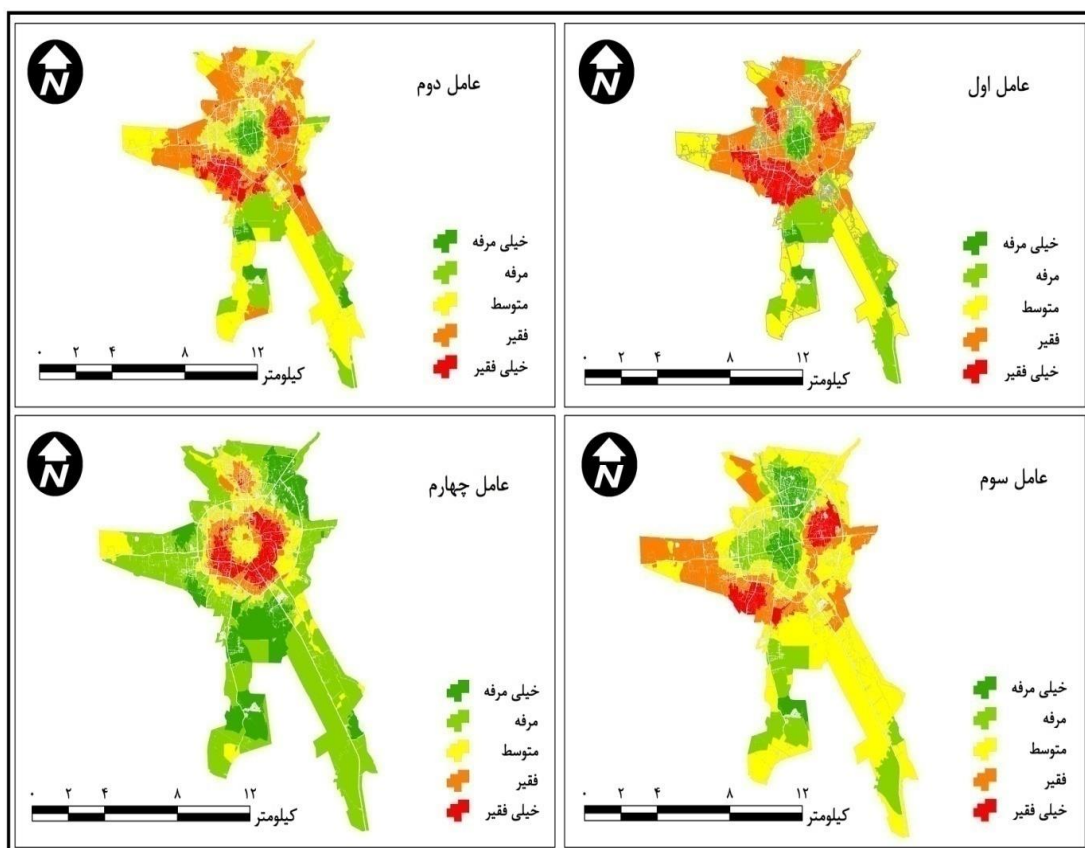 N
عامل اول
خیلی مرفه
مرفه
متوسط
فقیر
خیلی فقیر
۰ ۲ ۴ ۸ ۱۲
کیلومتر
N
عامل دوم
خیلی مرفه
مرفه
متوسط
فقیر
خیلی فقیر
۰ ۲ ۴ ۸ ۱۲
کیلومتر
N
عامل سوم
خیلی مرفه
مرفه
متوسط
فقیر
خیلی فقیر
۰ ۲ ۴ ۸ ۱۲
کیلومتر
N
عامل چهارم
خیلی مرفه
مرفه
متوسط
فقیر
خیلی فقیر
۰ ۲ ۴ ۸ ۱۲
کیلومتر